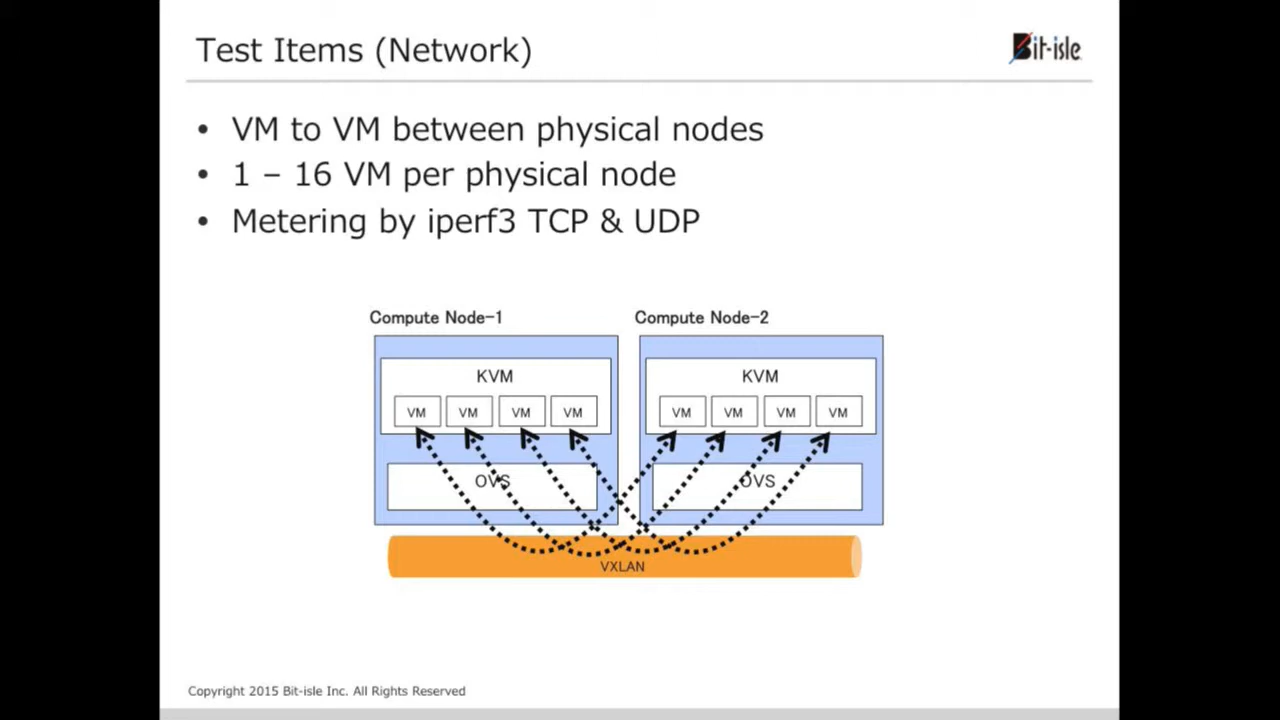 Test Items (Network)
Bit-isle
• VM to VM between physical nodes
• 1 – 16 VM per physical node
• Metering by iperf3 TCP & UDP
Compute Node-1
Compute Node-2
KVM
KVM
VM VM VM VM
VM VM VM VM
OVS
OVS
VXLAN
Copyright 2015 Bit-isle Inc. All Rights Reserved